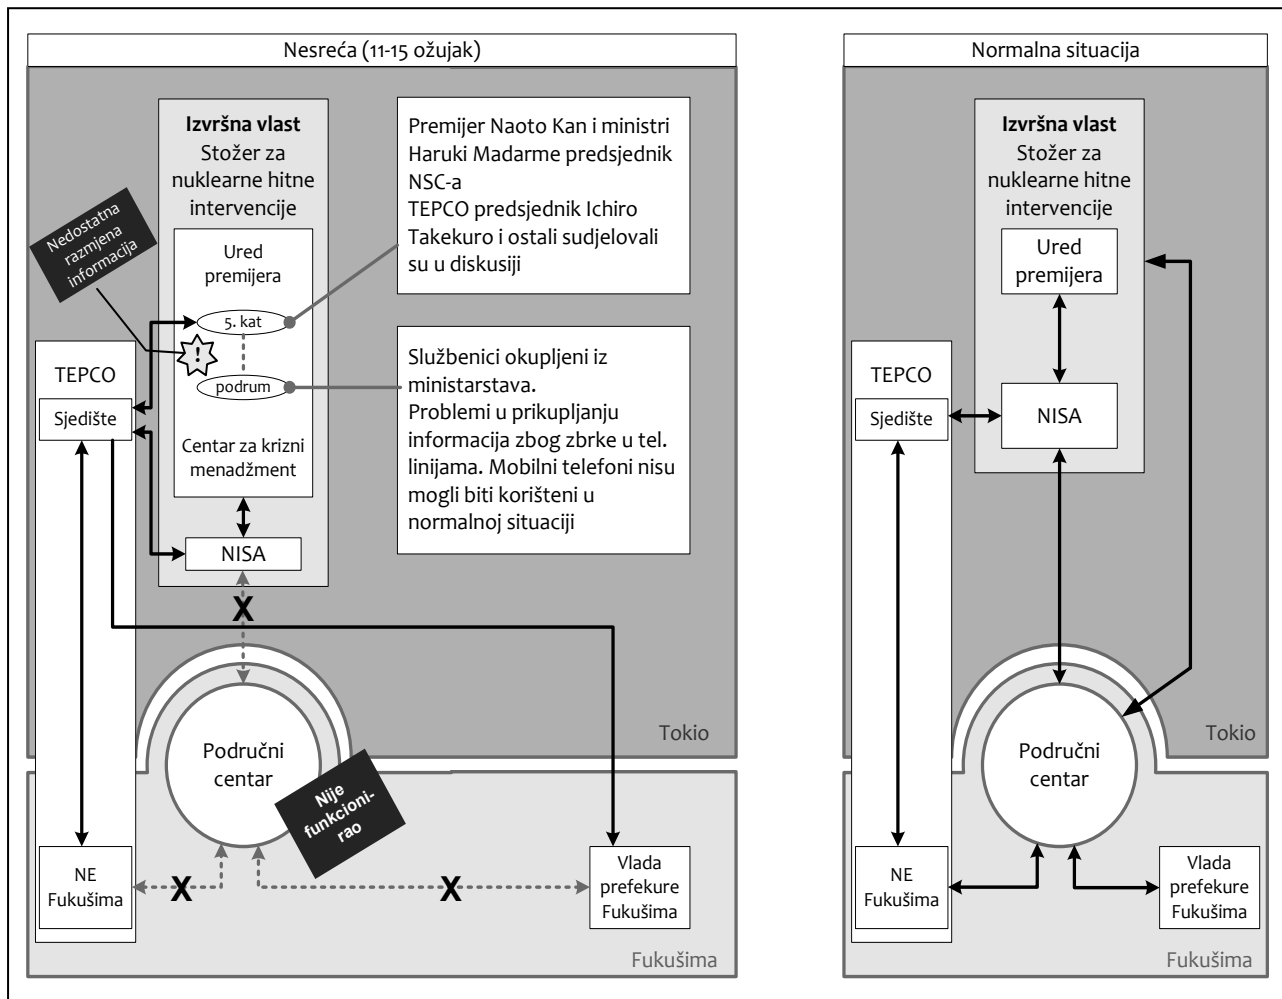 Nesreća (11-15 ožujak)
Izvršna vlast
Stožer za
nuklearne hitne
intervencije
Nedostatna
razmjena
informacija
Ured
premijera
5. kat
!
podrum
Centar za krizni
menadžment
NISA
Premijer Naoto Kan i ministri
Haruki Madarme predsjednik
NSC-a
TEPCO predsjednik Ichiro
Takekuro i ostali sudjelovali
su u diskusiji
Službenici okupljeni iz
ministarstava.
Problemi u prikupljanju
informacija zbog zbrke u tel.
linijama. Mobilni telefoni nisu
mogli biti korišteni u
normalnoj situaciji
TEPCO
Sjedište
X
Tokio
Područni
centar
Nije
funkcioni-
rao
NE
Fukušima
X
X
Vlada
prefekure
Fukušima
Fukušima
Normalna situacija
Izvršna vlast
Stožer za
nuklearne hitne
intervencije
Ured
premijera
NISA
TEPCO
Sjedište
Tokio
Područni
centar
NE
Fukušima
Vlada
prefekure
Fukušima
Fukušima